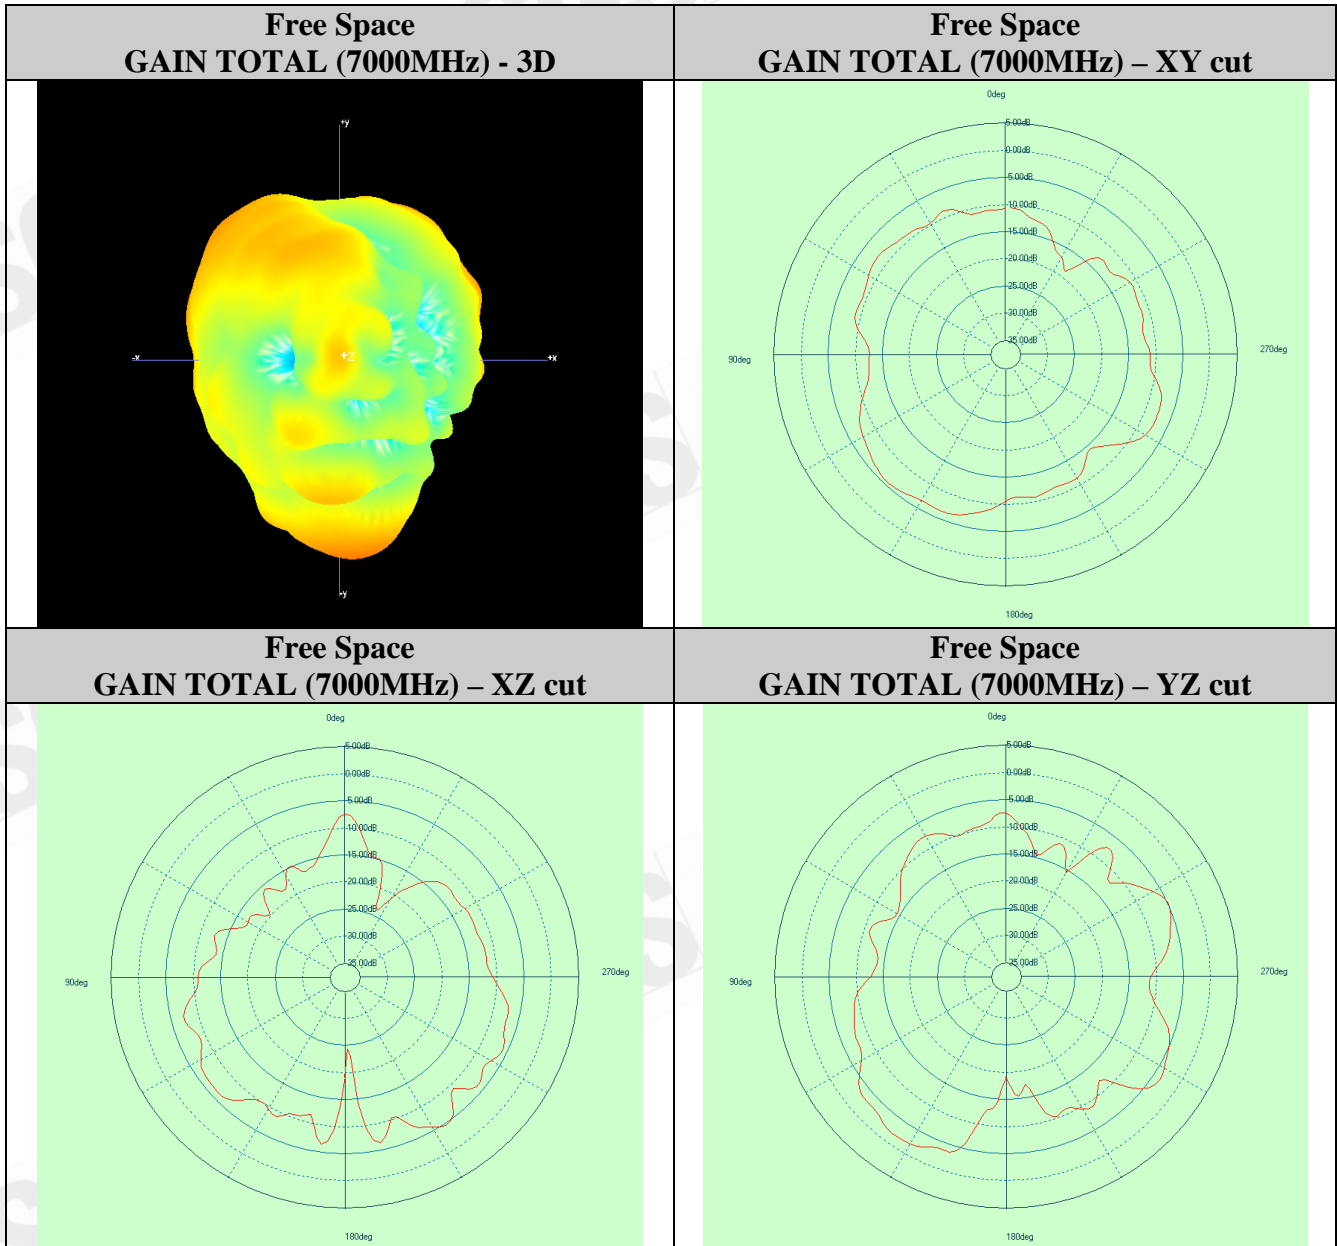 Free Space
GAIN TOTAL (7000MHz) - 3D
Free Space
GAIN TOTAL (7000MHz) – XY cut
+y
-x
+Z
+x
-y
0deg
5.00dB
0.00dB
5.00dB
10.00dB
15.00dB
20.00dB
25.00dB
30.00dB
35.00dB
90deg
270deg
180deg
Free Space
GAIN TOTAL (7000MHz) – XZ cut
Free Space
GAIN TOTAL (7000MHz) – YZ cut
0deg
5.00dB
0.00dB
5.00dB
10.00dB
15.00dB
20.00dB
25.00dB
30.00dB
35.00dB
90deg
270deg
180deg
0deg
5.00dB
0.00dB
5.00dB
10.00dB
15.00dB
20.00dB
25.00dB
30.00dB
35.00dB
90deg
270deg
180deg